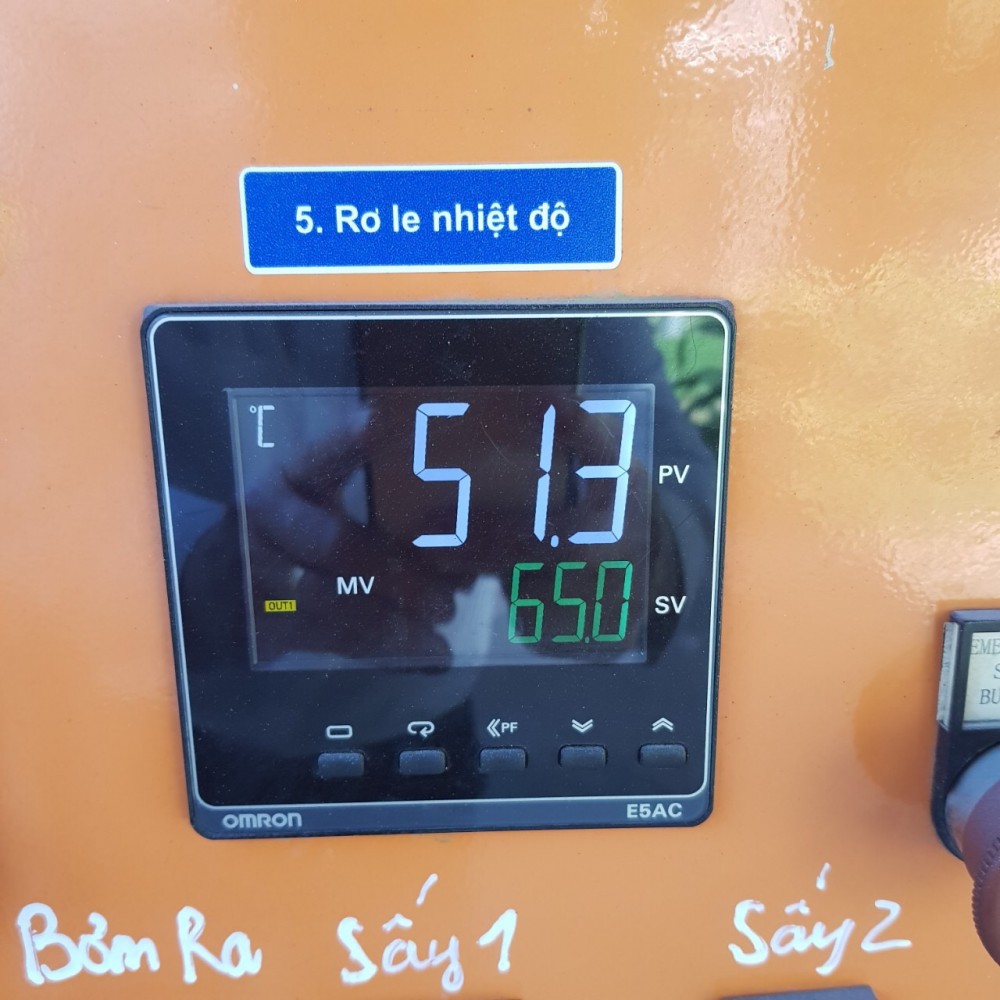 5. Rơ le nhiệt độ
°C
51.3
PV
MV
65.0
SV
OUT1
PF
OMRON
E5AC
Bơm Ra
Sấy 1
Sấy 2